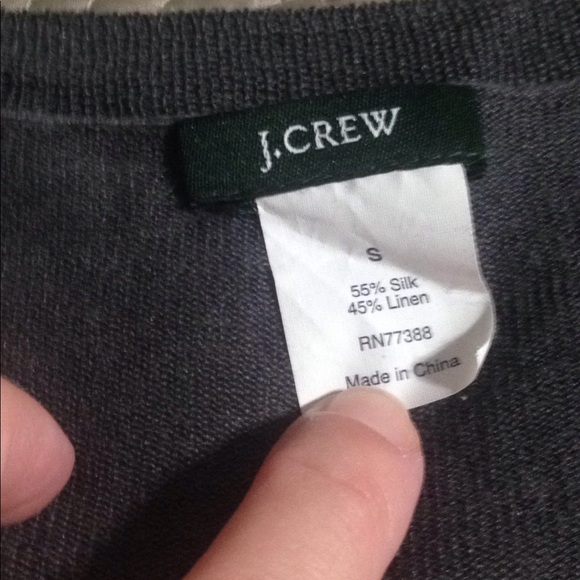 J.CREW
S
55% Silk
45% Linen
RN77388
Made in China